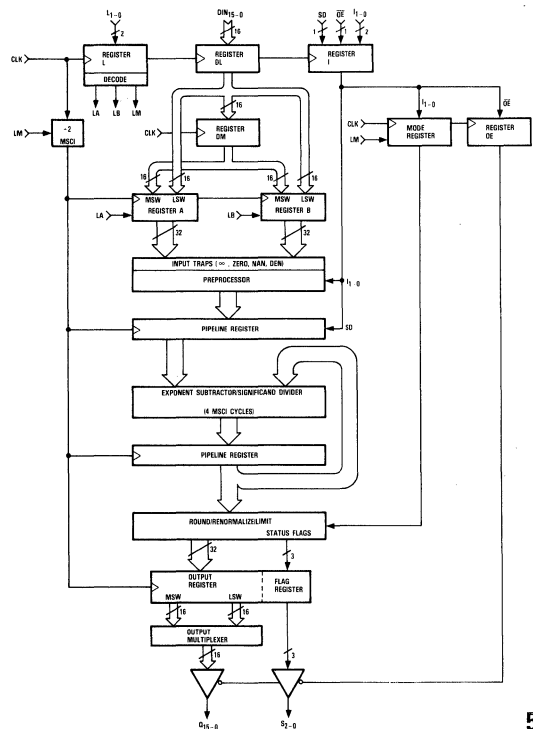 L1-0
DIN15-0
SD OE I1-0
2
16
1 1 2
CLK
REGISTER L
DECODE
REGISTER DL
REGISTER I
LA LB LM
16
I1-0
OE
LM
÷2 MSCI
CLK
REGISTER DM
CLK
LM
MODE REGISTER
REGISTER OE
16 16 16 16
MSW LSW
REGISTER A
MSW LSW
REGISTER B
LA
LB
32 32
INPUT TRAPS (∞, ZERO, NAN, DEN)
PREPROCESSOR
I1-0
PIPELINE REGISTER
SD
EXPONENT SUBTRACTOR/SIGNIFICAND DIVIDER
(4 MSCI CYCLES)
PIPELINE REGISTER
ROUND/RENORMALIZE/LIMIT
STATUS FLAGS
32
3
OUTPUT REGISTER
FLAG REGISTER
MSW LSW
16 16
OUTPUT MULTIPLEXER
16
3
Q15-0
S2-0